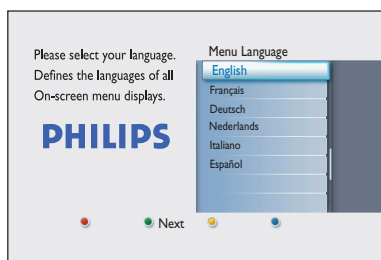 Please select your language.
Defines the languages of all
On-screen menu displays.
PHILIPS
Menu Language
English
Français
Deutsch
Nederlands
Italiano
Español
Next